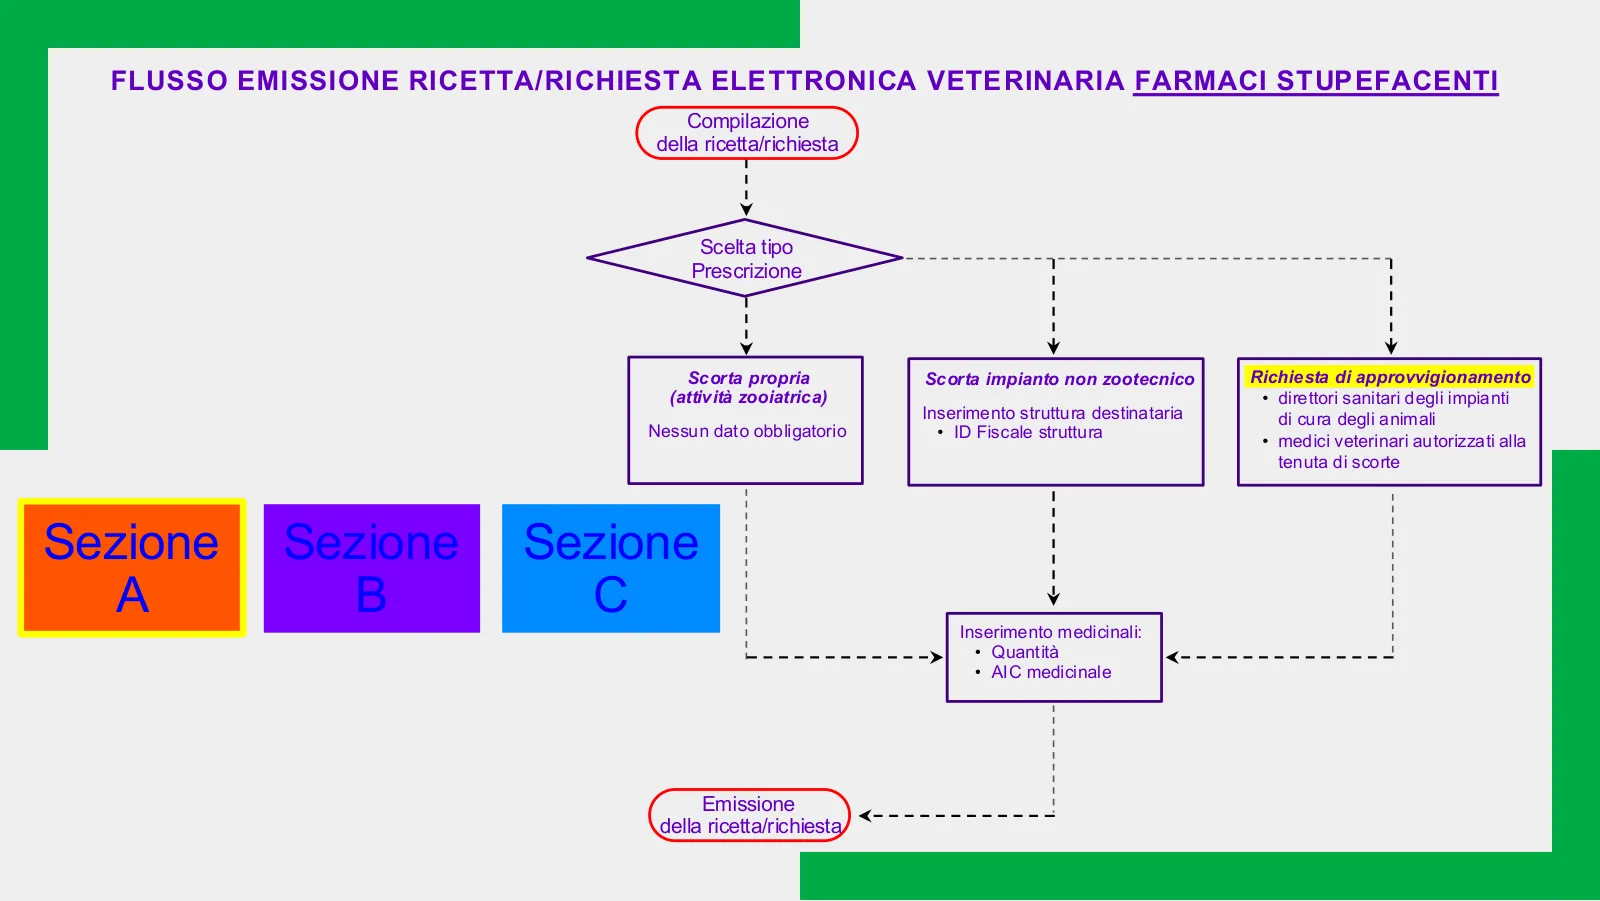 FLUSSO EMISSIONE RICETTA/RICHIESTA ELETTRONICA VETERINARIA FARMACI STUPEFACENTI
Compilazione
della ricetta/richiesta
Scelta tipo
Prescrizione
Scorta propria
(attività zooiatrica)
Nessun dato obbligatorio
Scorta impianto non zootecnico
Inserimento struttura destinataria
• ID Fiscale struttura
Richiesta di approvvigionamento
• direttori sanitari degli impianti
di cura degli animali
• medici veterinari autorizzati alla
tenuta di scorte
Sezione
A
Sezione
B
Sezione
C
Inserimento medicinali:
• Quantità
• AIC medicinale
Emissione
della ricetta/richiesta